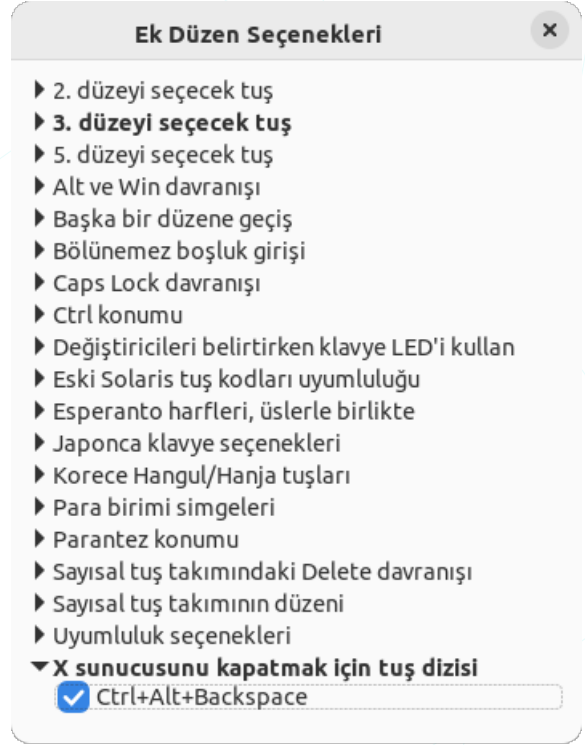 Ek Düzen Seçenekleri
2. düzeyi seçecek tuş
3. düzeyi seçecek tuş
5. düzeyi seçecek tuş
Alt ve Win davranışı
Başka bir düzene geçiş
Bölünemez boşluk girişi
Caps Lock davranışı
Ctrl konumu
Değiştiricileri belirtirken klavye LED'i kullan
Eski Solaris tuş kodları uyumluluğu
Esperanto harfleri, üslerle birlikte
Japonca klavye seçenekleri
Korece Hangul/Hanja tuşları
Para birimi simgeleri
Parantez konumu
Sayısal tuş takımındaki Delete davranışı
Sayısal tuş takımının düzeni
Uyumluluk seçenekleri
X sunucusunu kapatmak için tuş dizisi
Ctrl+Alt+Backspace